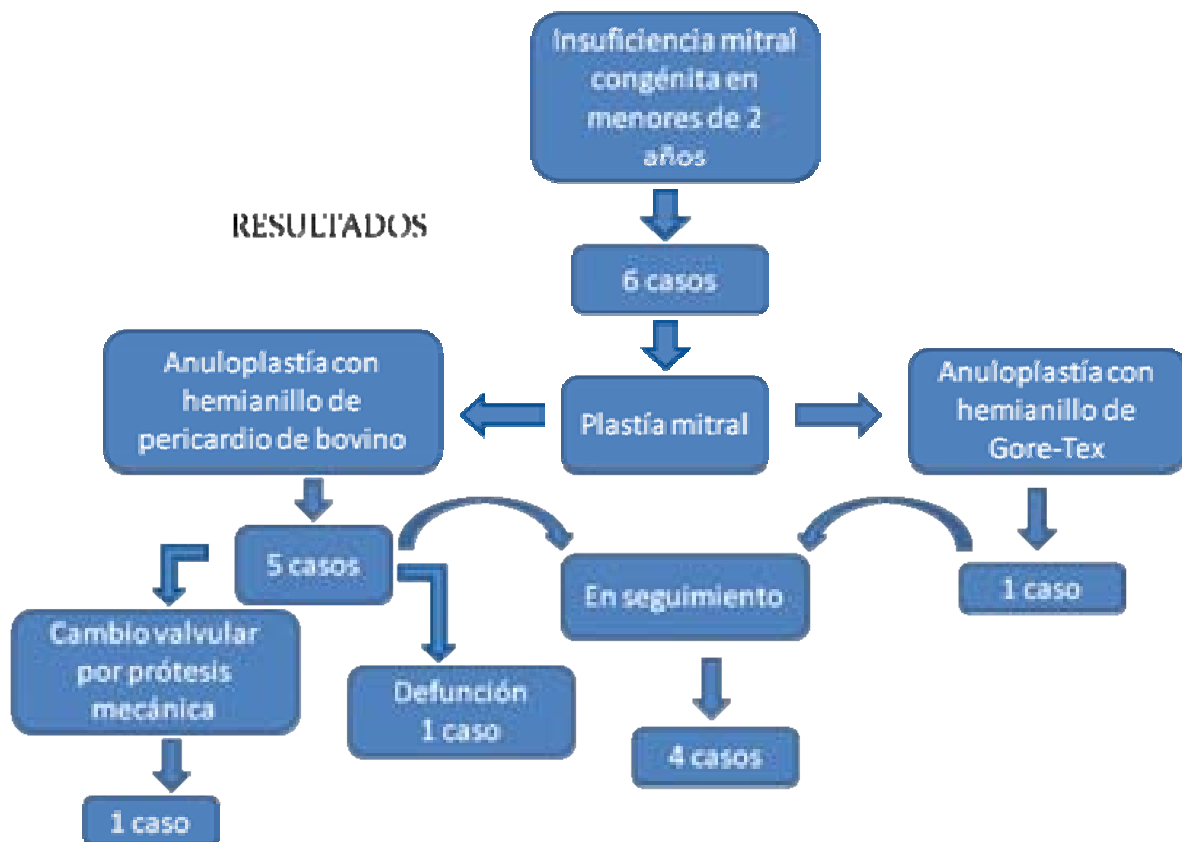 Insuficiencia mitral
congénita en
menores de 2
años
RESULTADOS
6 casos
Anuloplastía con
hemianillo de
pericardio de bovino
Plastía mitral
Anuloplastía con
hemianillo de
Gore-Tex
5 casos
En seguimiento
1 caso
Cambio valvular
por prótesis
mecánica
Defunción
1 caso
4 casos
1 caso